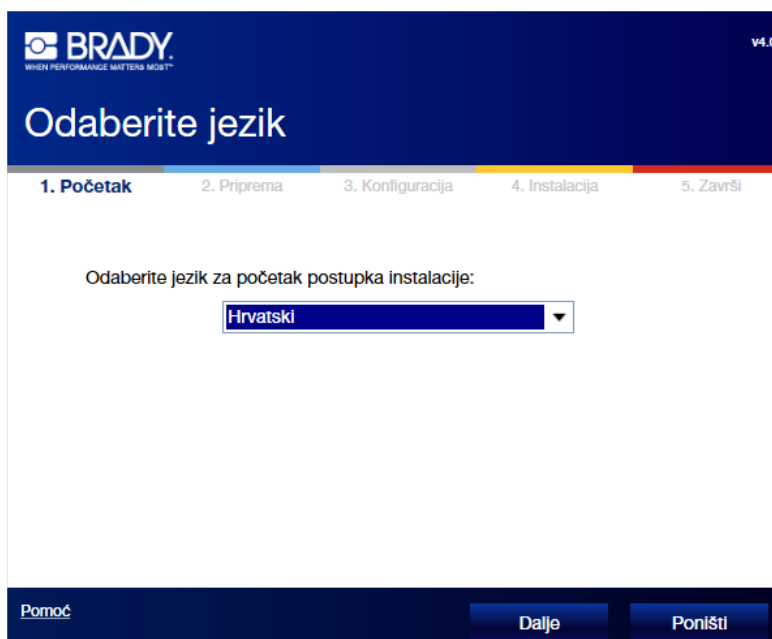 BRADY.
WHEN PERFORMANCE MATTERS MOST™
v4.0
Odaberite jezik
1. Početak 2. Priprema 3. Konfiguracija 4. Instalacija 5. Završi
Odaberite jezik za početak postupka instalacije:
Hrvatski
Pomoć
Dalje Poništi